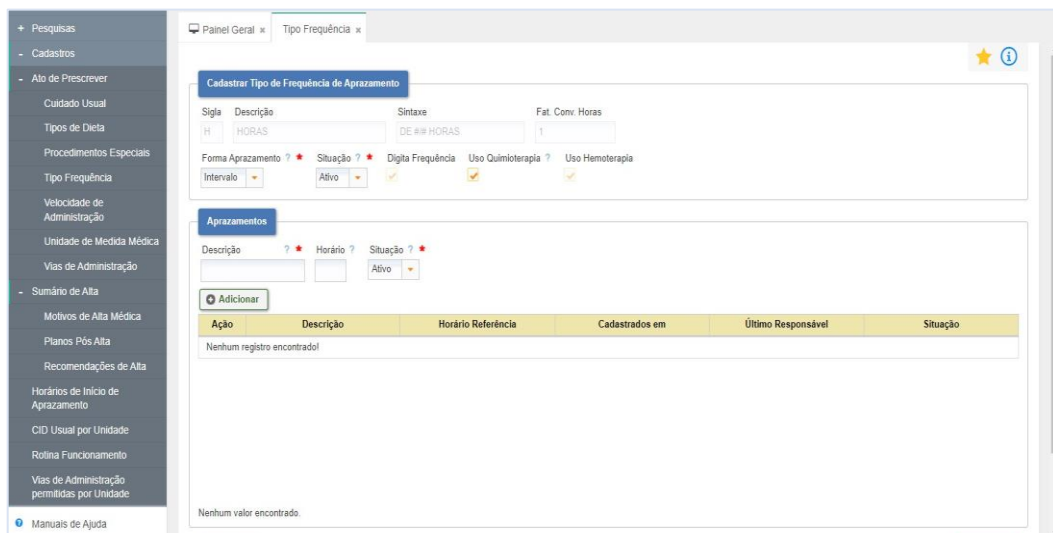 + Pesquisas
- Cadastros
- Ato de Prescrever
Cuidado Usual
Tipos de Dieta
Procedimentos Especiais
Tipo Frequência
Velocidade de
Administração
Unidade de Medida Médica
Vias de Administração
- Sumário de Alta
Motivos de Alta Médica
Planos Pós Alta
Recomendações de Alta
Horários de Início de
Aprazamento
CID Usual por Unidade
Rotina Funcionamento
Vias de Administração
permitidas por Unidade
Manuais de Ajuda
Painel Geral Tipo Frequência
Cadastrar Tipo de Frequência de Aprazamento
Sigla Descrição Sintaxe Fat. Conv. Horas
H HORAS DE ## HORAS 1
Forma Aprazamento ? Situação ? Digita Frequência Uso Quimioterapia ? Uso Hemoterapia
Intervalo Ativo
Aprazamentos
Descrição ? Horário ? Situação ?
Ativo
Adicionar
Ação Descrição Horário Referência Cadastrados em Último Responsável Situação
Nenhum registro encontrado!
Nenhum valor encontrado.